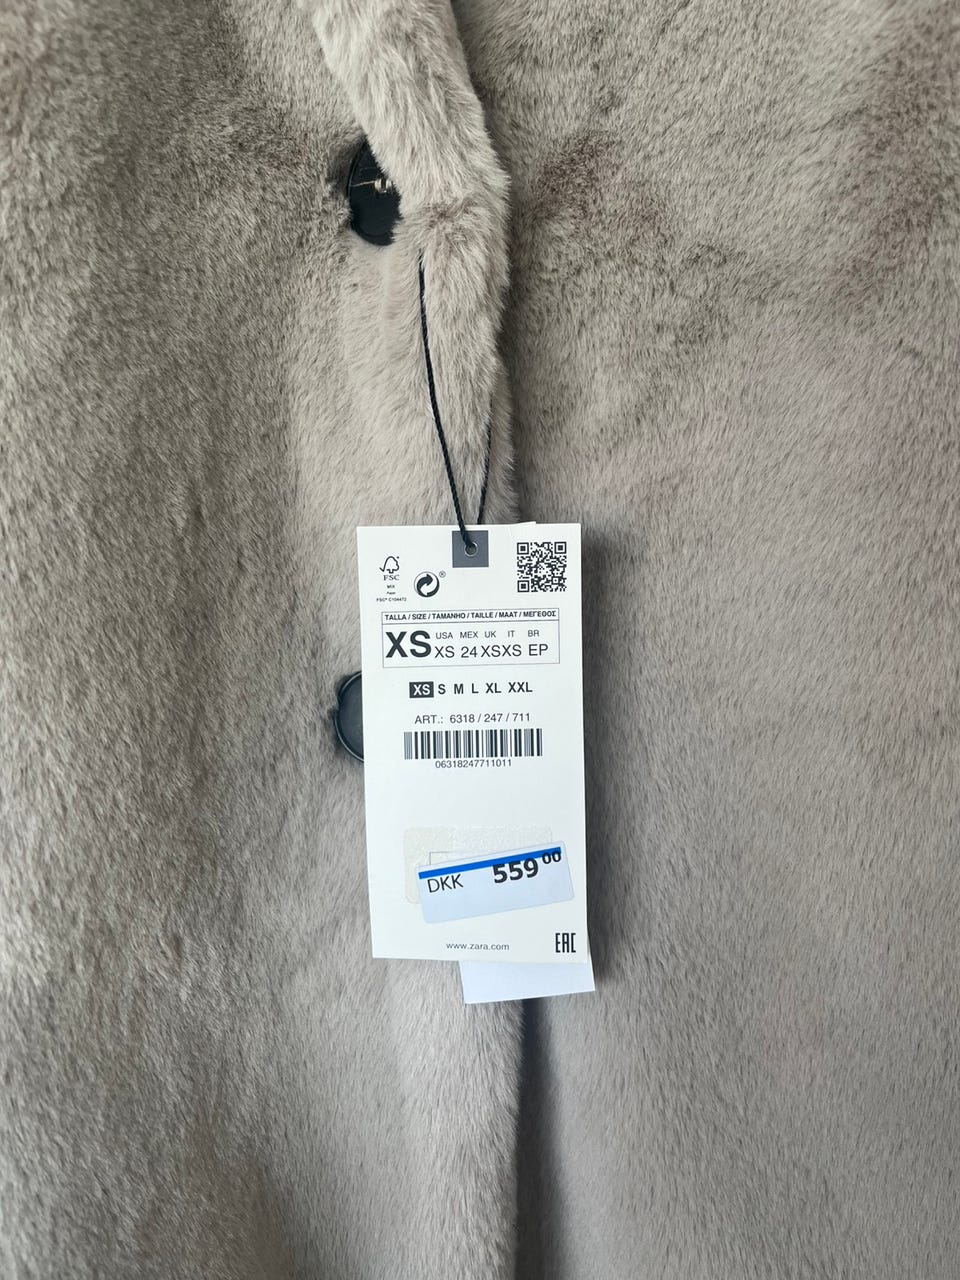 FSC
MIX
Paper
FSC® C104472
®
TALLA / SIZE / TAMANHO / TAILLE / MAAT / ΜΕΓΕΘΟΣ
XS
USA MEX UK IT BR
XS 24 XS XS EP
XS S M L XL XXL
ART.: 6318 / 247 / 711
06318247711011
DKK 559 00
www.zara.com
EAC